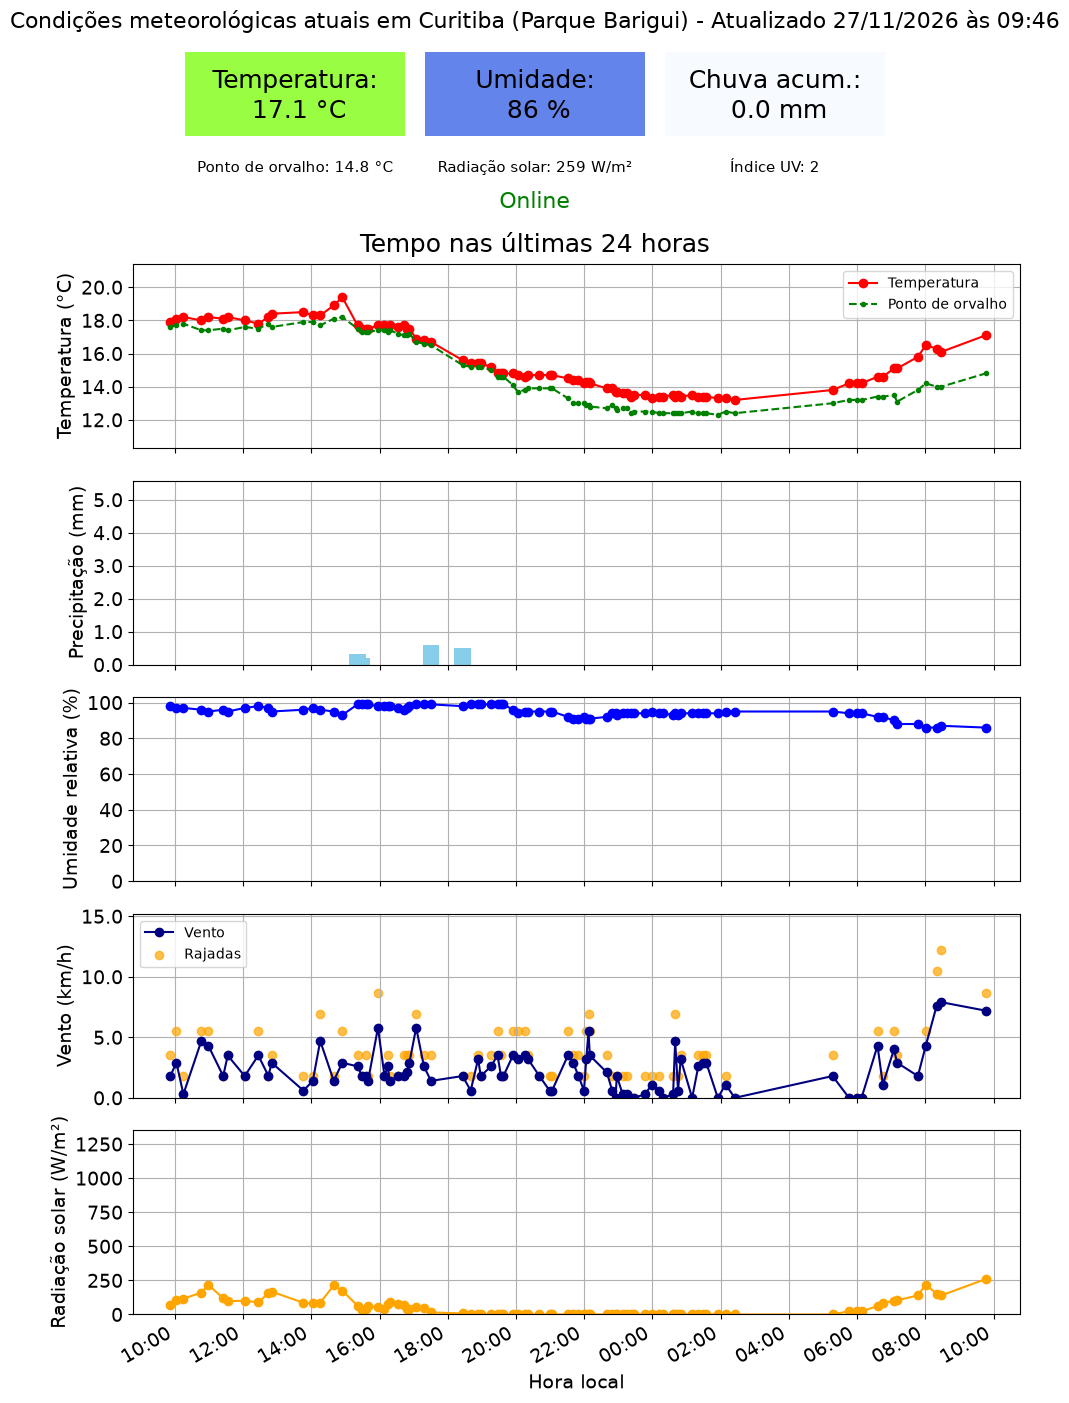 Condições meteorológicas atuais em Curitiba (Parque Barigui) - Atualizado 27/11/2026 às 09:46
Temperatura:
17.1 °C
Umidade:
86 %
Chuva acum.:
0.0 mm
Ponto de orvalho: 14.8 °C
Radiação solar: 259 W/m²
Índice UV: 2
Online
Tempo nas últimas 24 horas
Temperatura (°C)
20.0
18.0
16.0
14.0
12.0
Temperatura
Ponto de orvalho
Precipitação (mm)
5.0
4.0
3.0
2.0
1.0
0.0
Umidade relativa (%)
100
80
60
40
20
0
Vento (km/h)
15.0
10.0
5.0
0.0
Vento
Rajadas
Radiação solar (W/m²)
1250
1000
750
500
250
0
10:00
12:00
14:00
16:00
18:00
20:00
22:00
00:00
02:00
04:00
06:00
08:00
10:00
Hora local